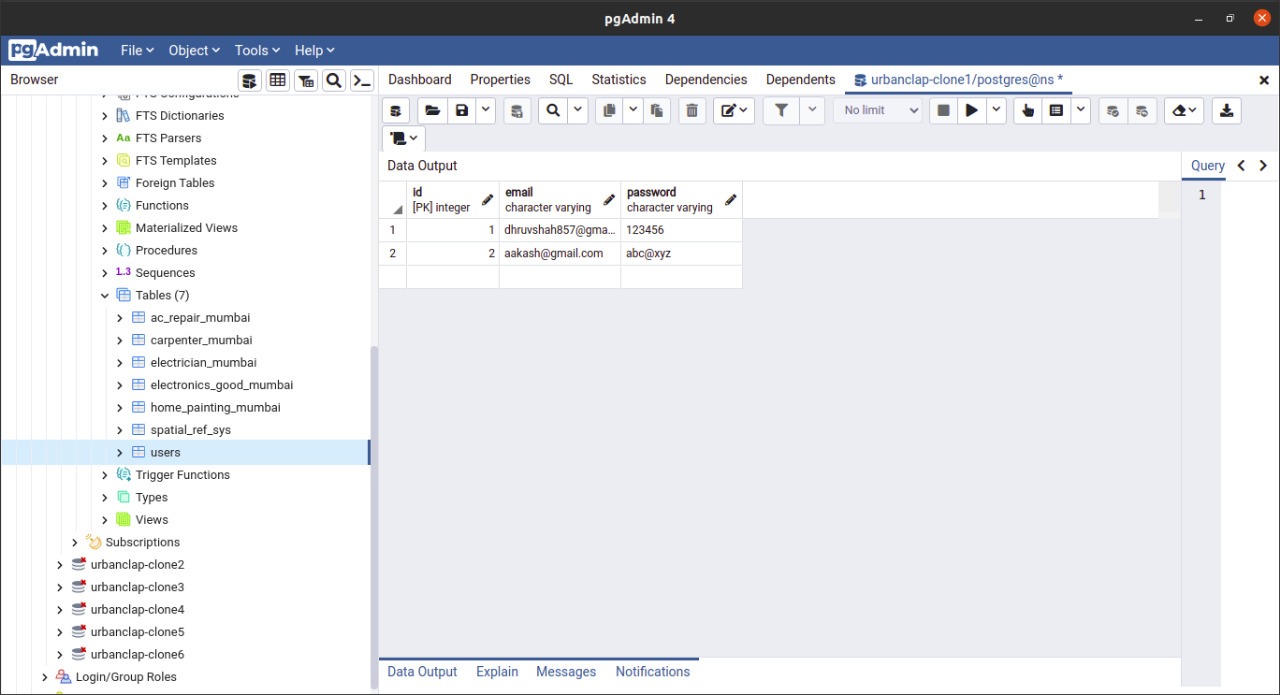 pgAdmin 4
pgAdmin File Object Tools Help
Browser
Dashboard Properties SQL Statistics Dependencies Dependents urbanclap-clone1/postgres@ns *
No limit
FTS Configurations
FTS Dictionaries
Aa FTS Parsers
FTS Templates
Foreign Tables
Functions
Materialized Views
Procedures
1..3 Sequences
Tables (7)
ac_repair_mumbai
carpenter_mumbai
electrician_mumbai
electronics_good_mumbai
home_painting_mumbai
spatial_ref_sys
users
Trigger Functions
Types
Views
Subscriptions
urbanclap-clone2
urbanclap-clone3
urbanclap-clone4
urbanclap-clone5
urbanclap-clone6
Login/Group Roles
Data Output
id email password
[PK] integer character varying character varying
1 1 dhruvshah857@gma... 123456
2 2 aakash@gmail.com abc@xyz
Query
1
Data Output Explain Messages Notifications